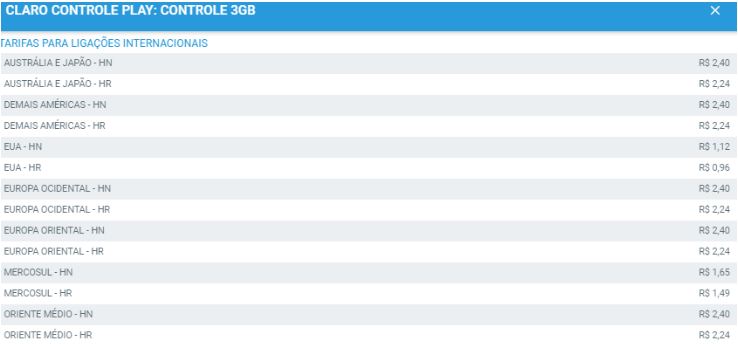 CLARO CONTROLE PLAY: CONTROLE 3GB ×
TARIFAS PARA LIGAÇÕES INTERNACIONAIS
AUSTRÁLIA E JAPÃO - HN R$ 2,40
AUSTRÁLIA E JAPÃO - HR R$ 2,24
DEMAIS AMÉRICAS - HN R$ 2,40
DEMAIS AMÉRICAS - HR R$ 2,24
EUA - HN R$ 1,12
EUA - HR R$ 0,96
EUROPA OCIDENTAL - HN R$ 2,40
EUROPA OCIDENTAL - HR R$ 2,24
EUROPA ORIENTAL - HN R$ 2,40
EUROPA ORIENTAL - HR R$ 2,24
MERCOSUL - HN R$ 1,65
MERCOSUL - HR R$ 1,49
ORIENTE MÉDIO - HN R$ 2,40
ORIENTE MÉDIO - HR R$ 2,24